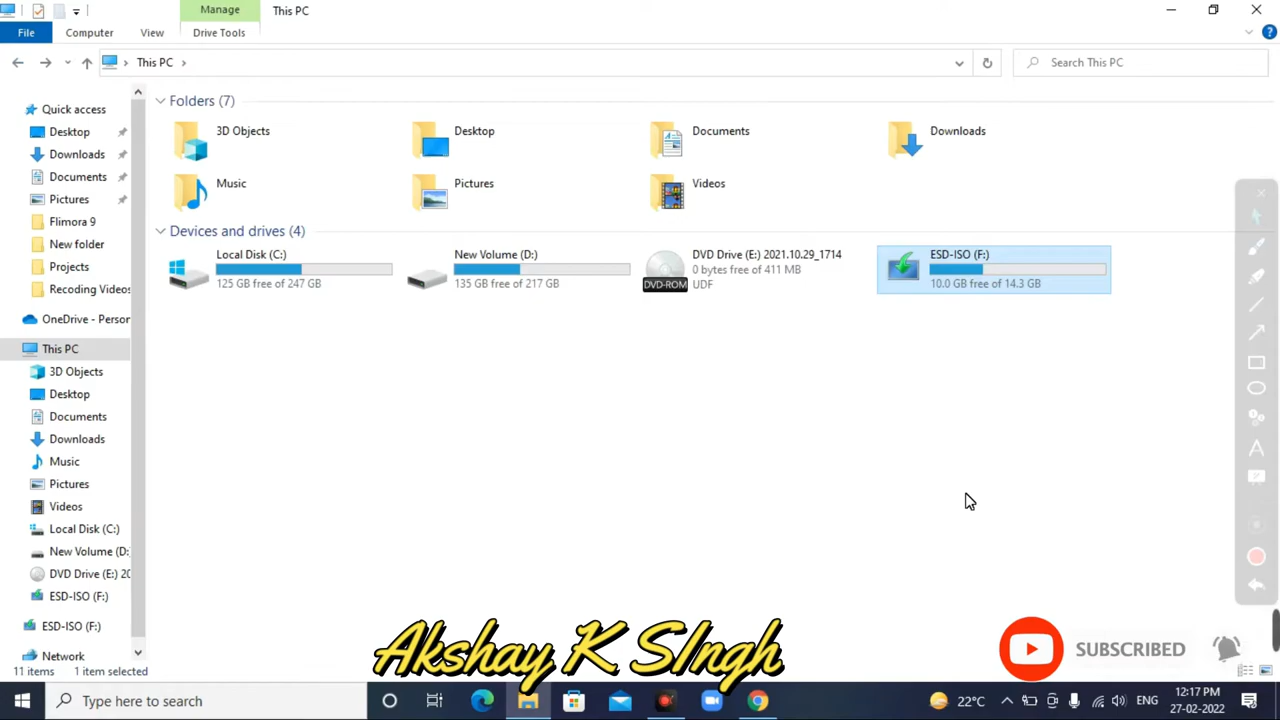 Manage
This PC
File
Computer
View
Drive Tools
This PC
Search This PC
Quick access
Desktop
Downloads
Documents
Pictures
Flimora 9
New folder
Projects
Recoding Videos
OneDrive - Person
This PC
3D Objects
Desktop
Documents
Downloads
Music
Pictures
Videos
Local Disk (C:)
New Volume (D:
DVD Drive (E:) 20
ESD-ISO (F:)
ESD-ISO (F:)
Network
Folders (7)
3D Objects
Desktop
Documents
Downloads
Music
Pictures
Videos
Devices and drives (4)
Local Disk (C:)
125 GB free of 247 GB
New Volume (D:)
135 GB free of 217 GB
DVD-ROM
DVD Drive (E:) 2021.10.29_1714
0 bytes free of 411 MB
UDF
ESD-ISO (F:)
10.0 GB free of 14.3 GB
A
Akshay K SIngh
SUBSCRIBED
11 items
1 item selected
Type here to search
22°C
ENG
12:17 PM
27-02-2022